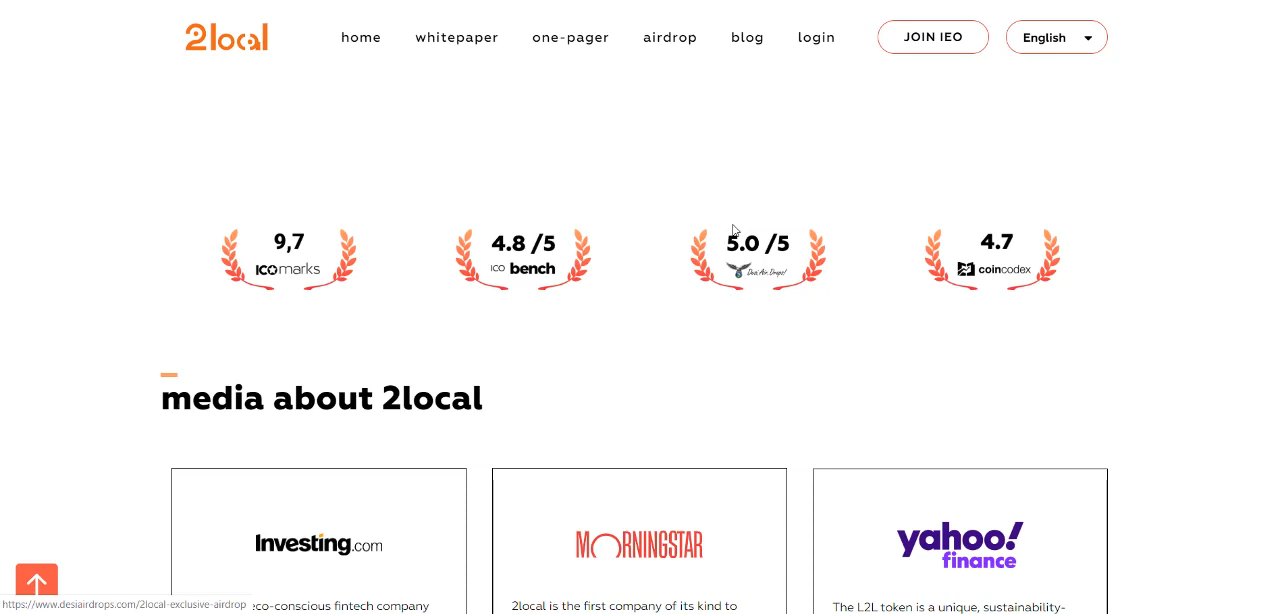 2local home whitepaper one-pager airdrop blog login JOIN IEO English
9,7 4.8 /5 5.0 /5 4.7
ICOmarks ICO bench Desi Air Drops! coincodex
media about 2local
Investing.com MORNINGSTAR yahoo! finance
eco-conscious fintech company 2local is the first company of its kind to The L2L token is a unique, sustainability-
https://www.desiairdrops.com/2local-exclusive-airdrop